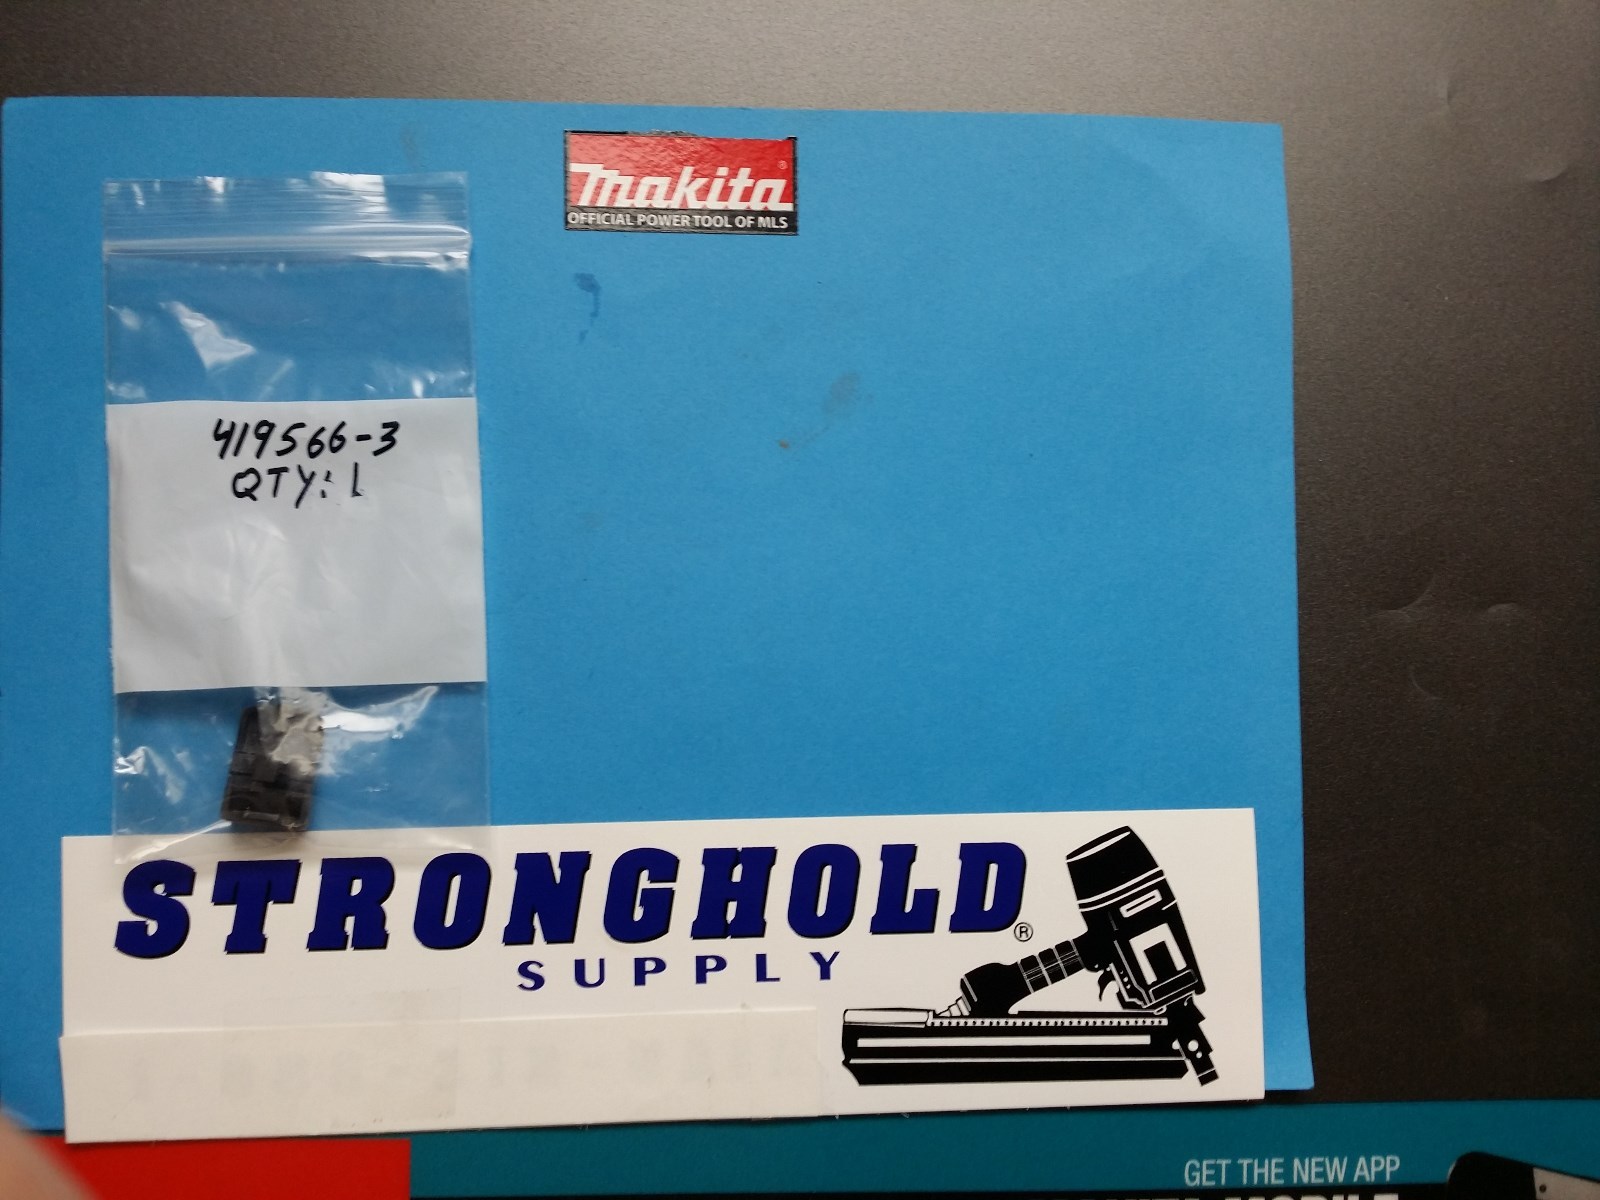 Makita®
OFFICIAL POWER TOOL OF MLS
419566-3
QTY: 1
STRONGHOLD®
SUPPLY
GET THE NEW APP